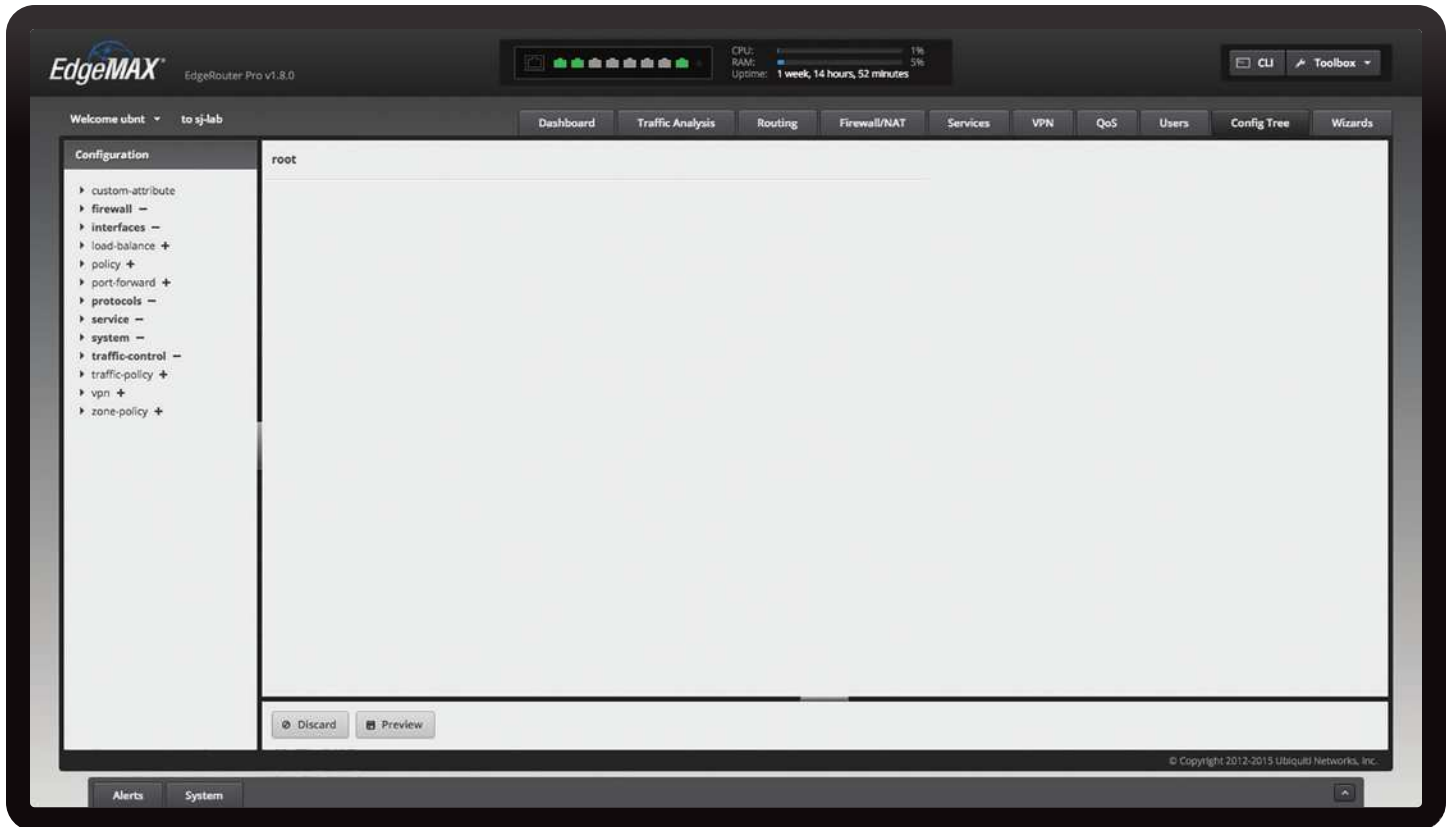 EdgeMAX
EdgeRouter Pro v1.8.0
CPU: 1%
RAM: 5%
Uptime: 1 week, 14 hours, 52 minutes
CLI
Toolbox
Welcome ubnt to sj-lab
Dashboard
Traffic Analysis
Routing
Firewall/NAT
Services
VPN
QoS
Users
Config Tree
Wizards
Configuration
root
custom-attribute
firewall −
interfaces −
load-balance +
policy +
port-forward +
protocols −
service −
system −
traffic-control −
traffic-policy +
vpn +
zone-policy +
Discard
Preview
© Copyright 2012-2015 Ubiquiti Networks, Inc.
Alerts
System